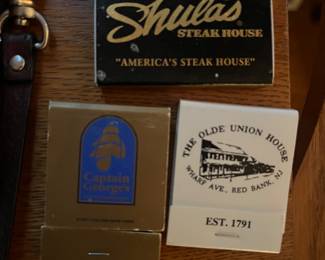 Shula's
STEAK HOUSE
"AMERICA'S STEAK HOUSE"
Captain
George's
THE OLDE UNION HOUSE
WHARF AVE., RED BANK, NJ
EST. 1791